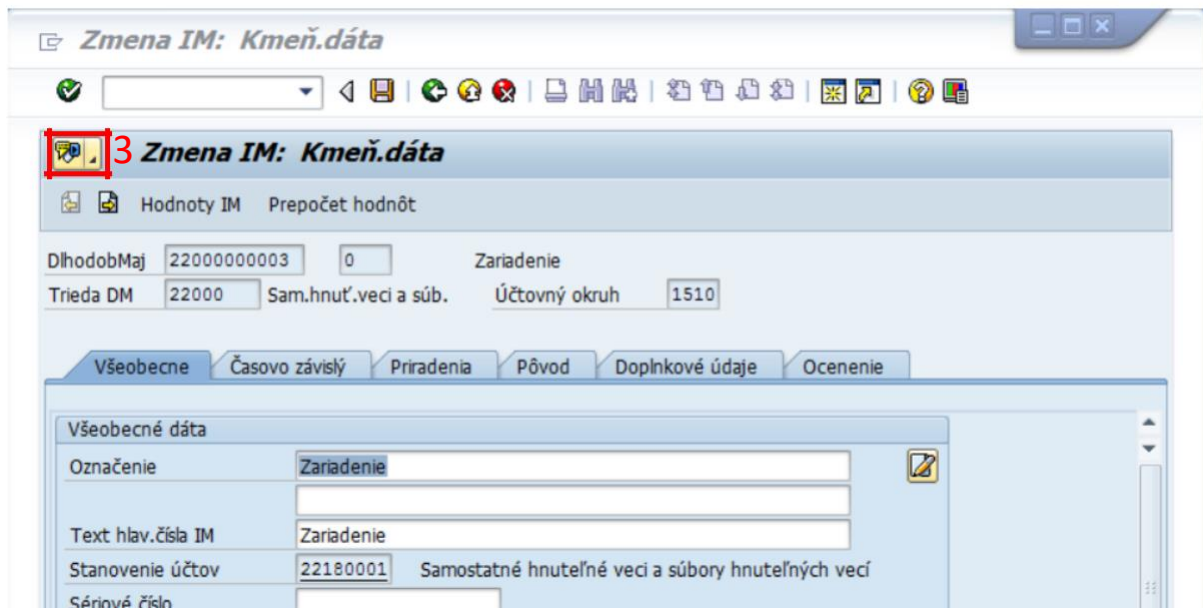 Zmena IM: Kmeň.dáta
3 Zmena IM: Kmeň.dáta
Hodnoty IM Prepočet hodnôt
DlhodobMaj 22000000003 0 Zariadenie
Trieda DM 22000 Sam.hnuť.veci a súb. Účtovný okruh 1510
Všeobecne Časovo závislý Priradenia Pôvod Doplnkové údaje Ocenenie
Všeobecné dáta
Označenie Zariadenie
Text hlav.čísla IM Zariadenie
Stanovenie účtov 22180001 Samostatné hnuteľné veci a súbory hnuteľných vecí
Sériové číslo